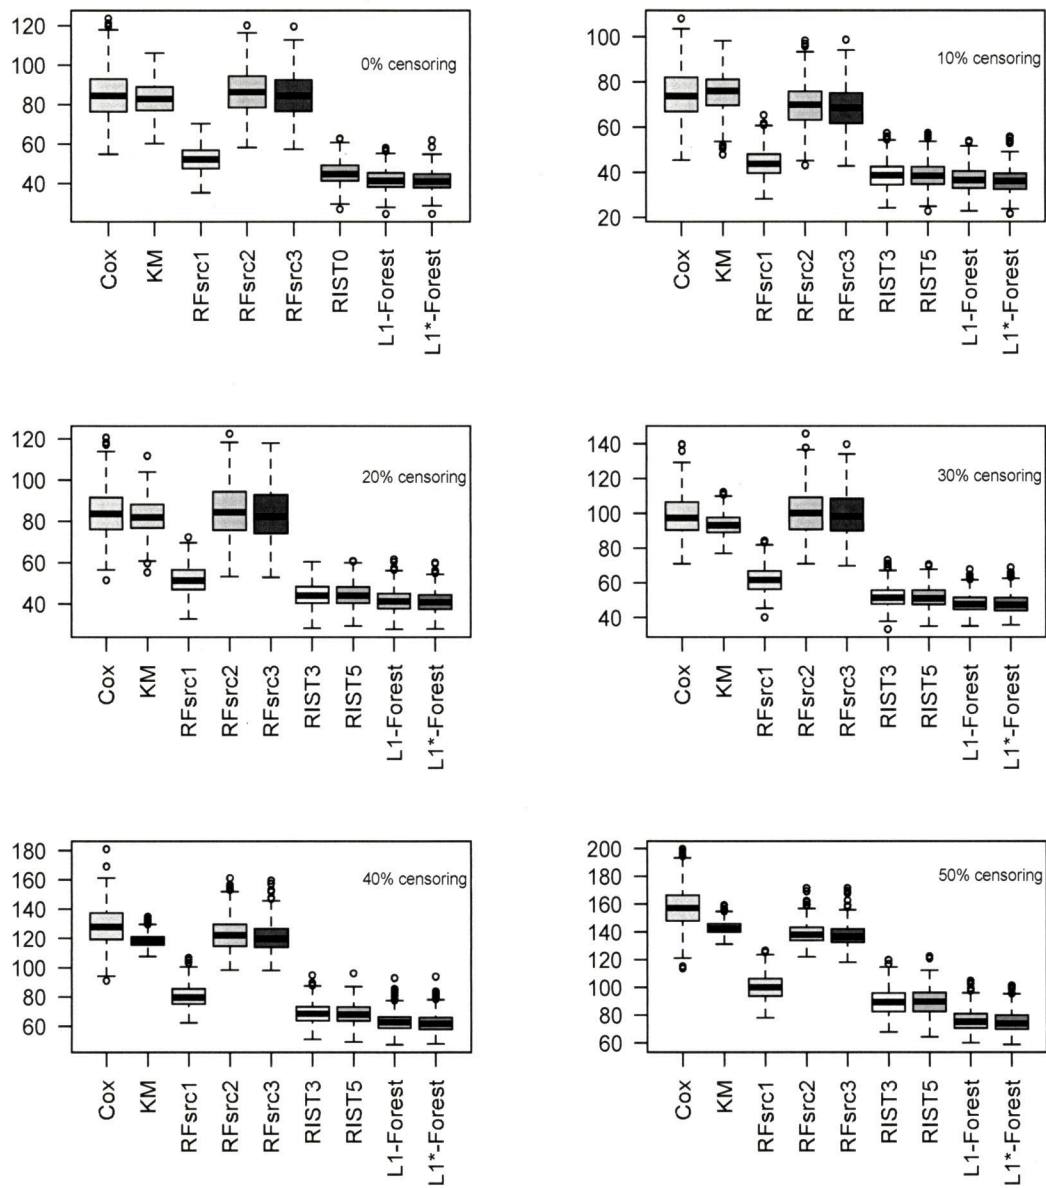 120
100
80
60
40
0% censoring
Cox
KM
RFsrc1
RFsrc2
RFsrc3
RIST0
L1-Forest
L1*-Forest
100
80
60
40
20
10% censoring
Cox
KM
RFsrc1
RFsrc2
RFsrc3
RIST3
RIST5
L1-Forest
L1*-Forest
120
100
80
60
40
20% censoring
Cox
KM
RFsrc1
RFsrc2
RFsrc3
RIST3
RIST5
L1-Forest
L1*-Forest
140
120
100
80
60
40
30% censoring
Cox
KM
RFsrc1
RFsrc2
RFsrc3
RIST3
RIST5
L1-Forest
L1*-Forest
180
160
140
120
100
80
60
40% censoring
Cox
KM
RFsrc1
RFsrc2
RFsrc3
RIST3
RIST5
L1-Forest
L1*-Forest
200
180
160
140
120
100
80
60
50% censoring
Cox
KM
RFsrc1
RFsrc2
RFsrc3
RIST3
RIST5
L1-Forest
L1*-Forest